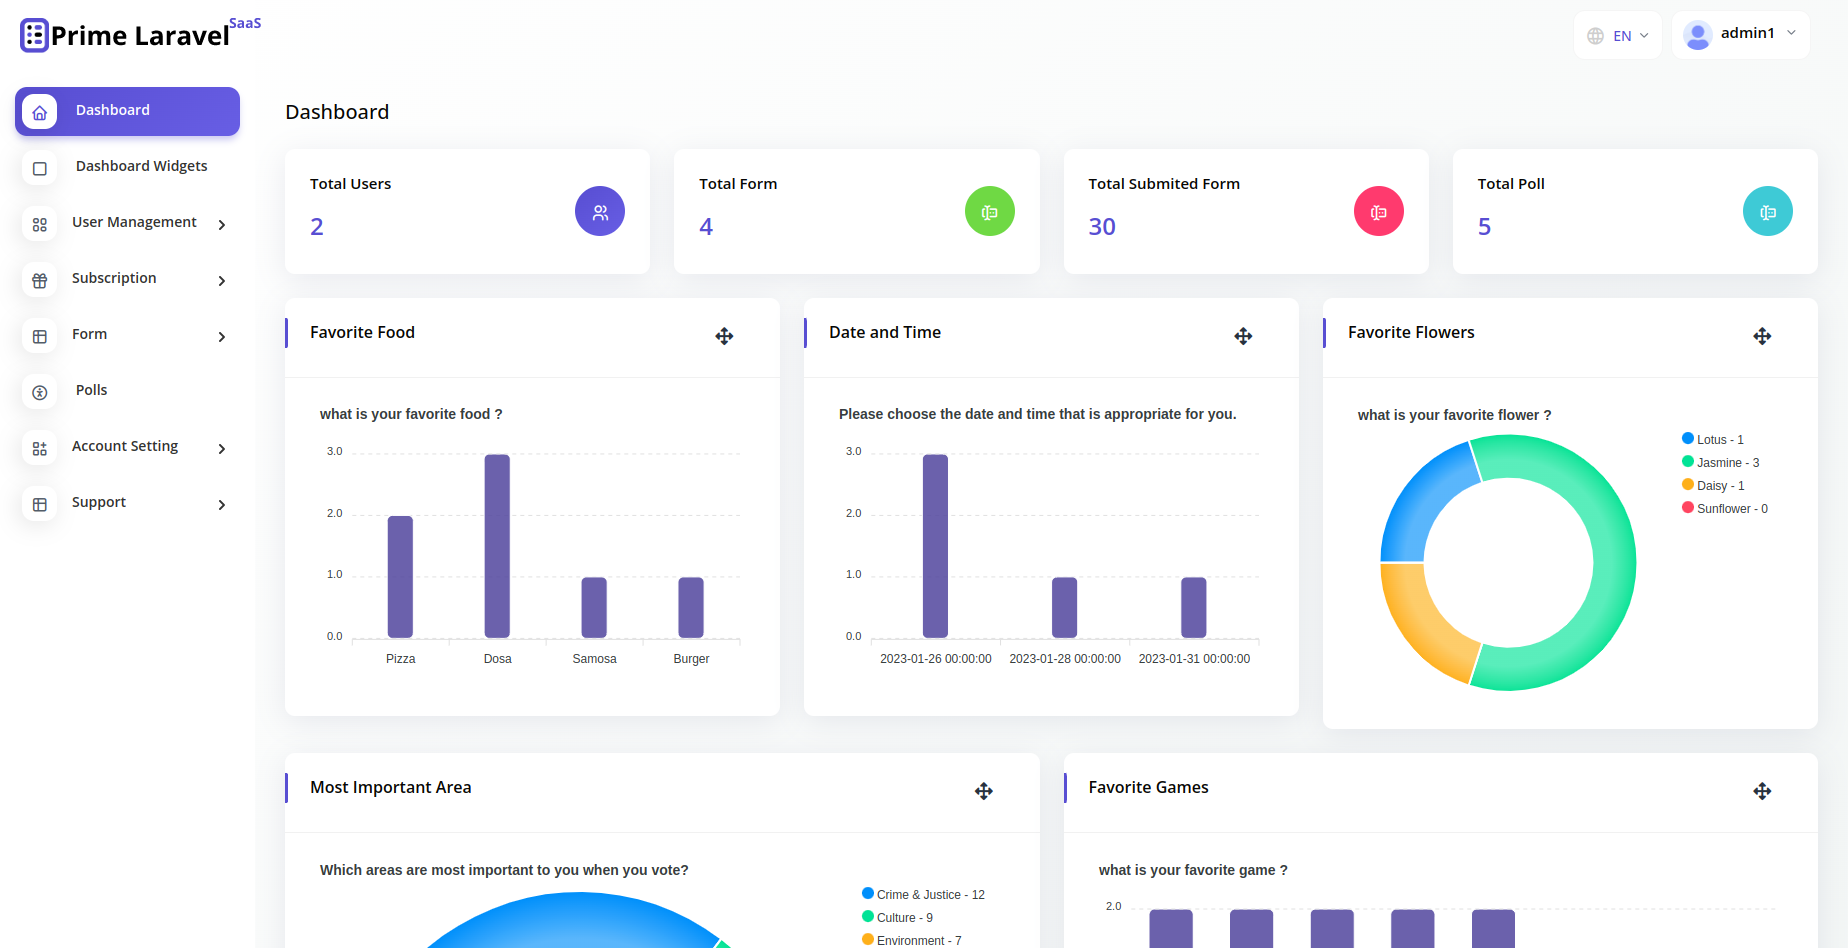 Prime Laravel SaaS
EN
admin1
Dashboard
Dashboard Widgets
User Management
Subscription
Form
Polls
Account Setting
Support
Dashboard
Total Users
2
Total Form
4
Total Submited Form
30
Total Poll
5
Favorite Food
what is your favorite food ?
3.0
2.0
1.0
0.0
Pizza Dosa Samosa Burger
Date and Time
Please choose the date and time that is appropriate for you.
3.0
2.0
1.0
0.0
2023-01-26 00:00:00 2023-01-28 00:00:00 2023-01-31 00:00:00
Favorite Flowers
what is your favorite flower ?
Lotus - 1
Jasmine - 3
Daisy - 1
Sunflower - 0
Most Important Area
Which areas are most important to you when you vote?
Crime & Justice - 12
Culture - 9
Environment - 7
Favorite Games
what is your favorite game ?
2.0